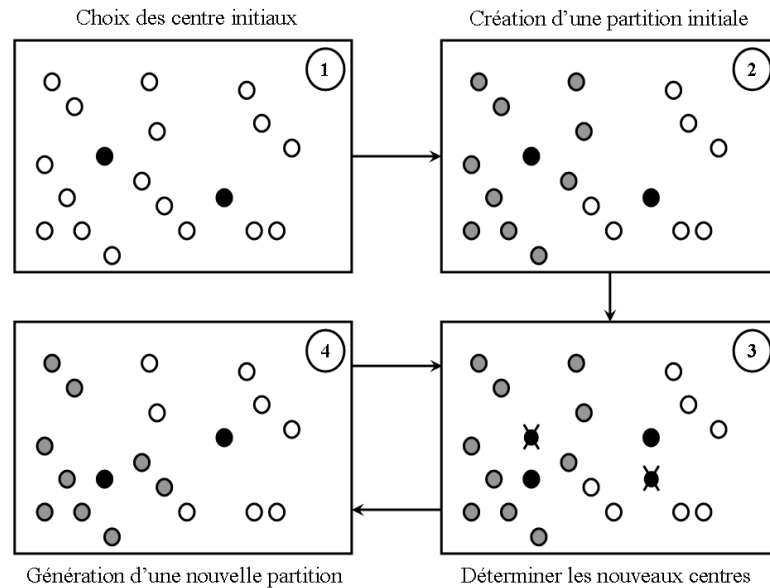 Choix des centre initiaux
Création d'une partition initiale
1
2
4
3
Génération d'une nouvelle partition
Déterminer les nouveaux centres